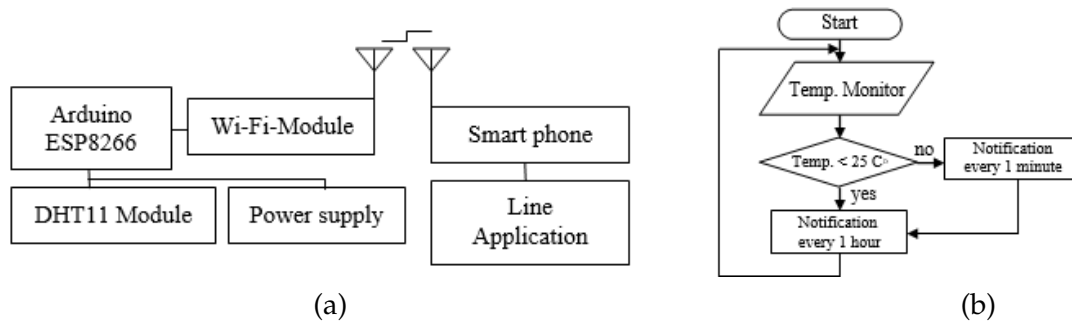 Arduino
ESP8266
Wi-Fi-Module
DHT11 Module
Power supply
Smart phone
Line
Application
(a)
Start
Temp. Monitor
Temp. < 25 C°
no
Notification
every 1 minute
yes
Notification
every 1 hour
(b)